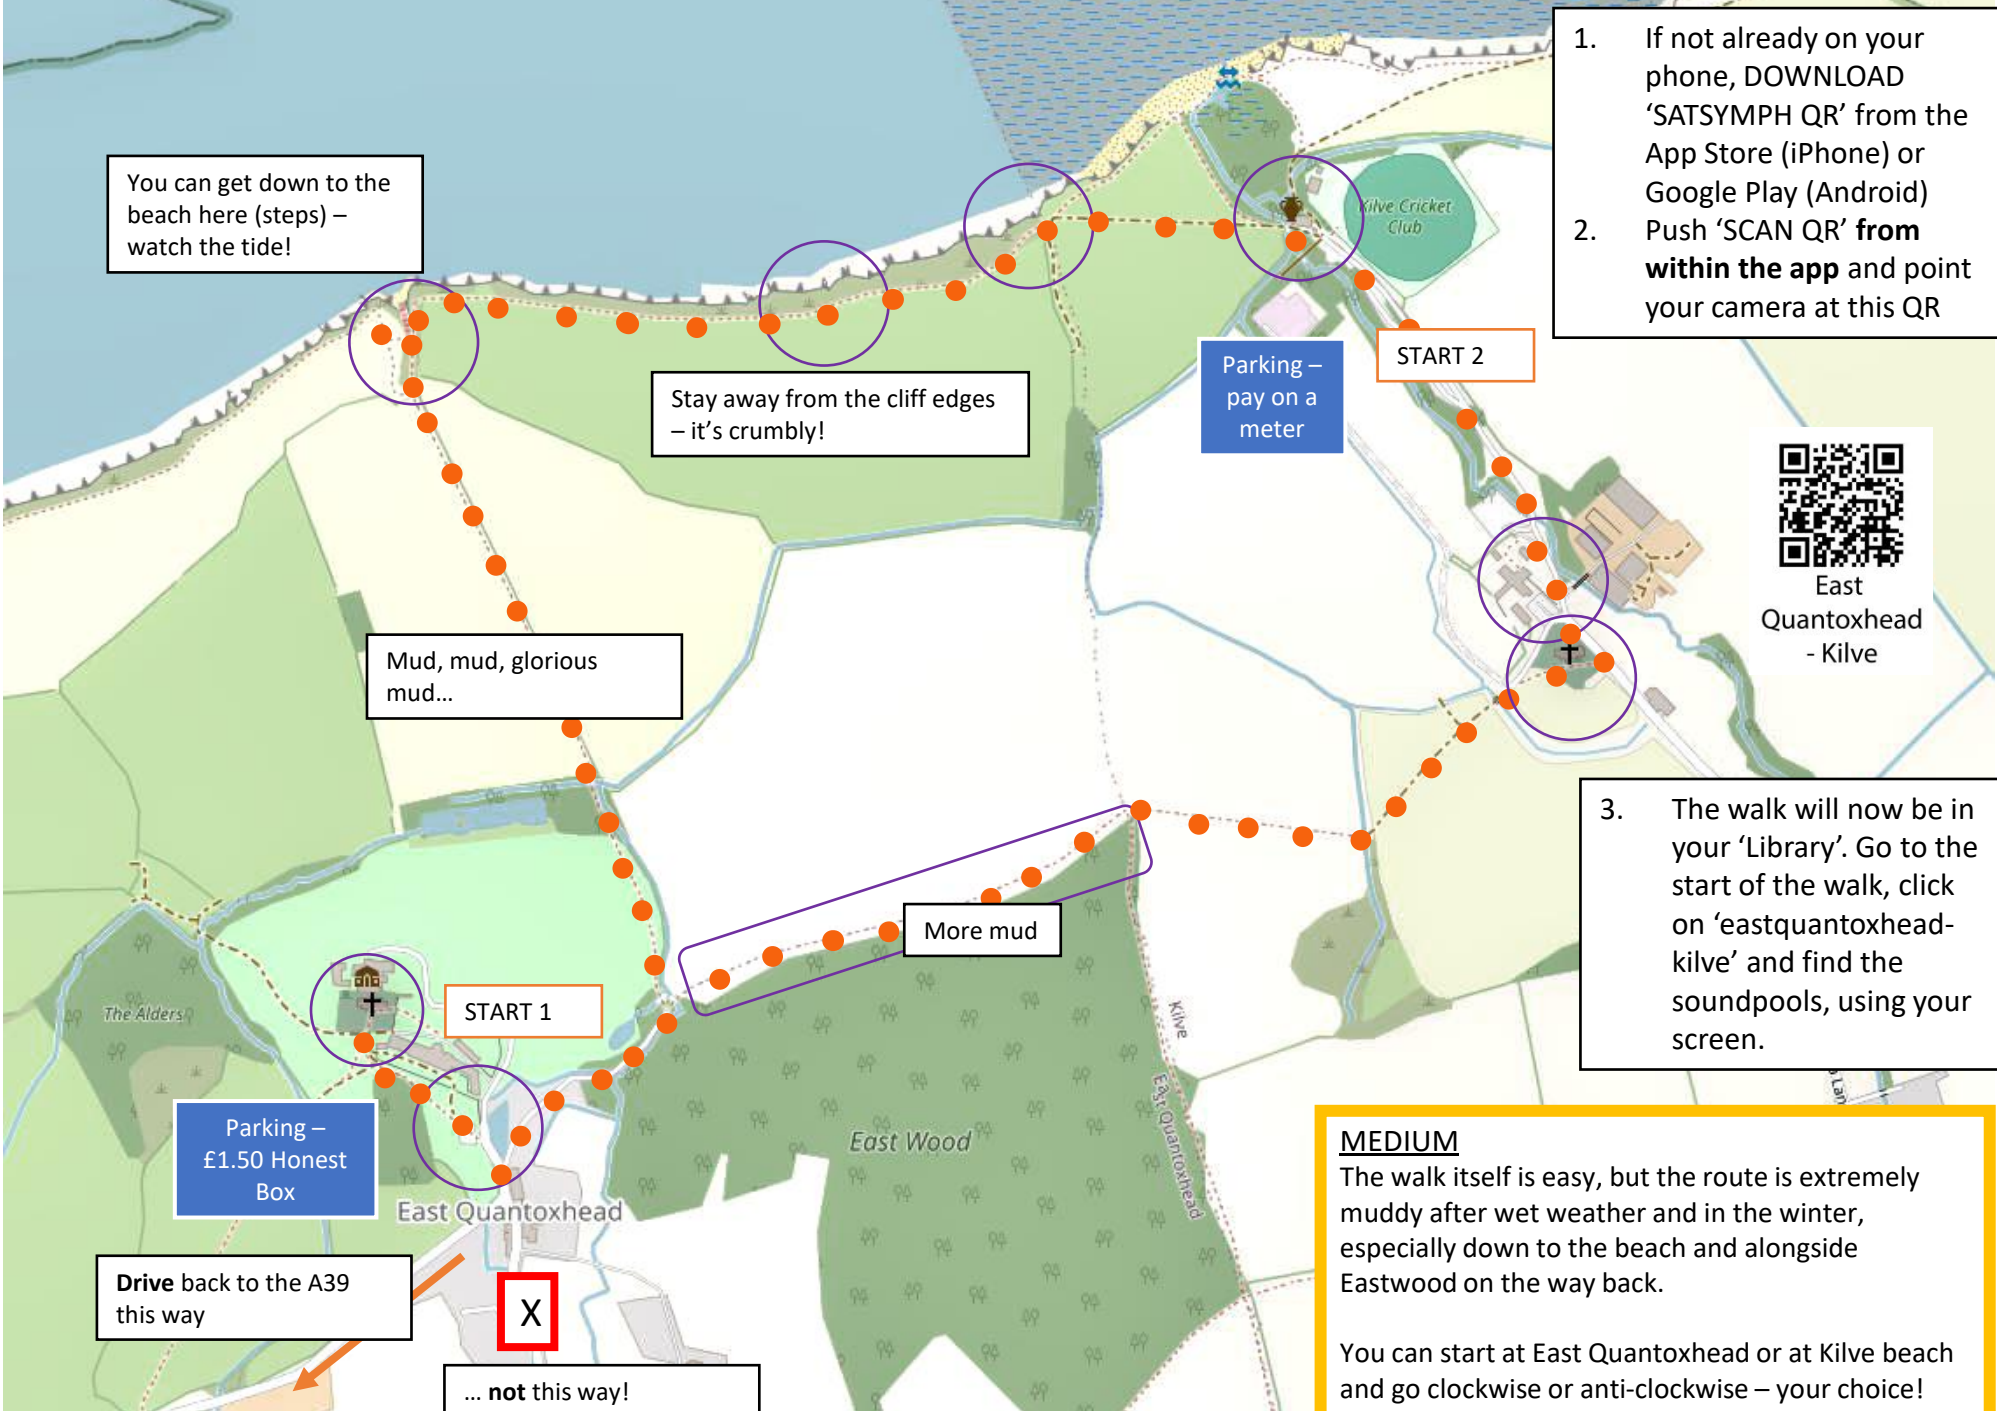 1. If not already on your
phone, DOWNLOAD
‘SATSYMPH QR’ from the
App Store (iPhone) or
Google Play (Android)
2. Push ‘SCAN QR’ from
within the app and point
your camera at this QR
You can get down to the
beach here (steps) –
watch the tide!
Kilve Cricket
Club
START 2
Parking –
pay on a
meter
Stay away from the cliff edges
– it’s crumbly!
East
Quantoxhead
- Kilve
Mud, mud, glorious
mud...
3. The walk will now be in
your ‘Library’. Go to the
start of the walk, click
on ‘eastquantoxhead-
kilve’ and find the
soundpools, using your
screen.
More mud
The Alders
START 1
Kilve
East Quantoxhead
Parking –
£1.50 Honest
Box
East Wood
East Quantoxhead
Drive back to the A39
this way
X
... not this way!
MEDIUM
The walk itself is easy, but the route is extremely
muddy after wet weather and in the winter,
especially down to the beach and alongside
Eastwood on the way back.
You can start at East Quantoxhead or at Kilve beach
and go clockwise or anti-clockwise – your choice!